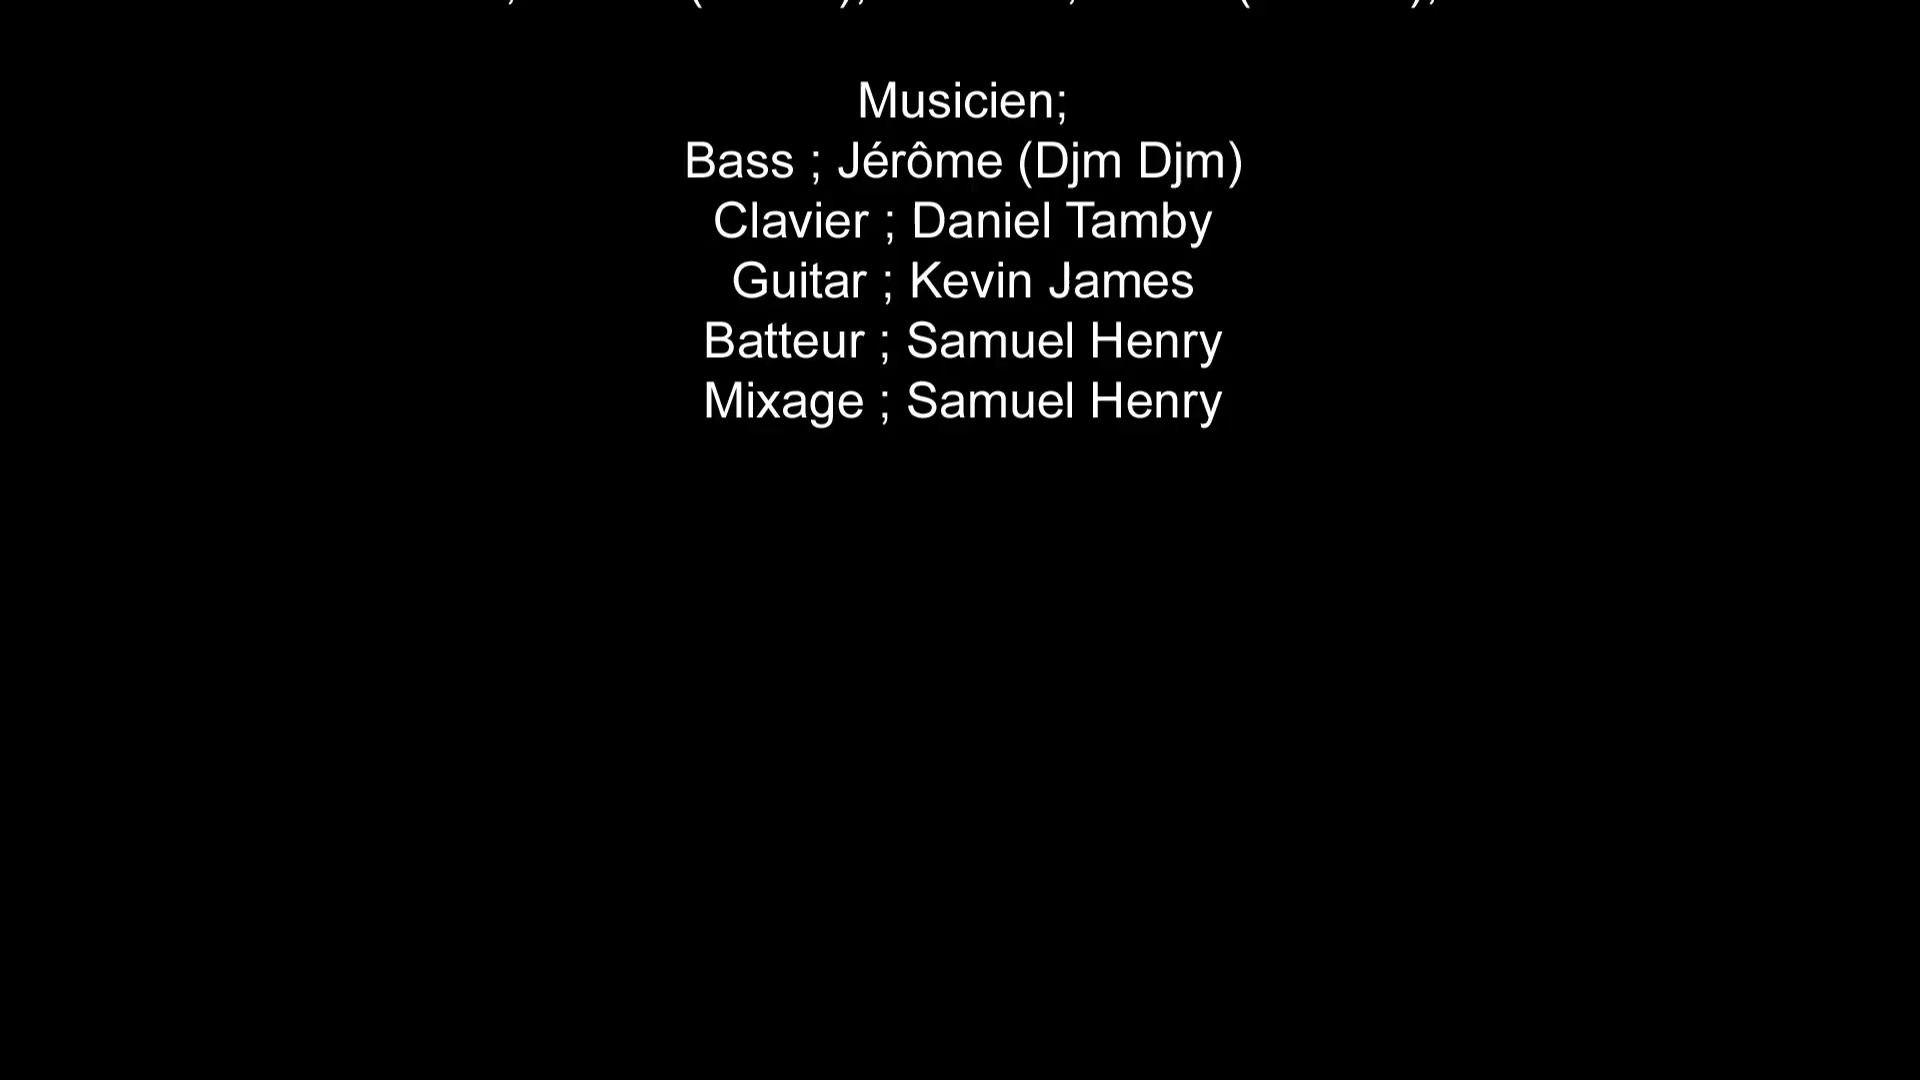 Musicien;
Bass ; Jérôme (Djm Djm)
Clavier ; Daniel Tamby
Guitar ; Kevin James
Batteur ; Samuel Henry
Mixage ; Samuel Henry